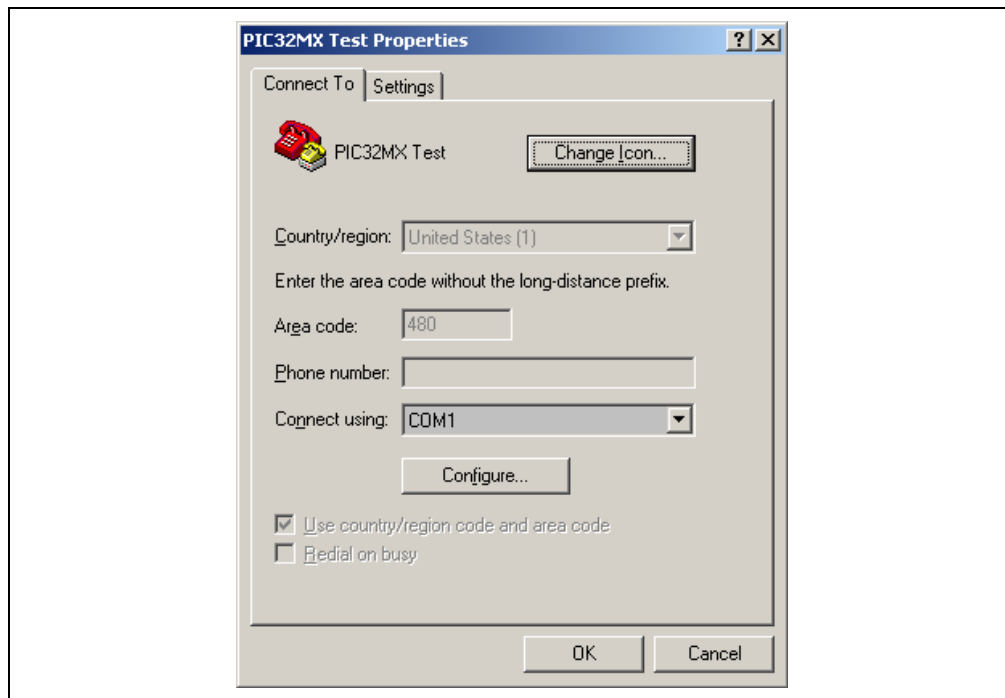 PIC32MX Test Properties
Connect To Settings
PIC32MX Test Change Icon...
Country/region: United States (1)
Enter the area code without the long-distance prefix.
Area code: 480
Phone number:
Connect using: COM1
Configure...
Use country/region code and area code
Redial on busy
OK Cancel